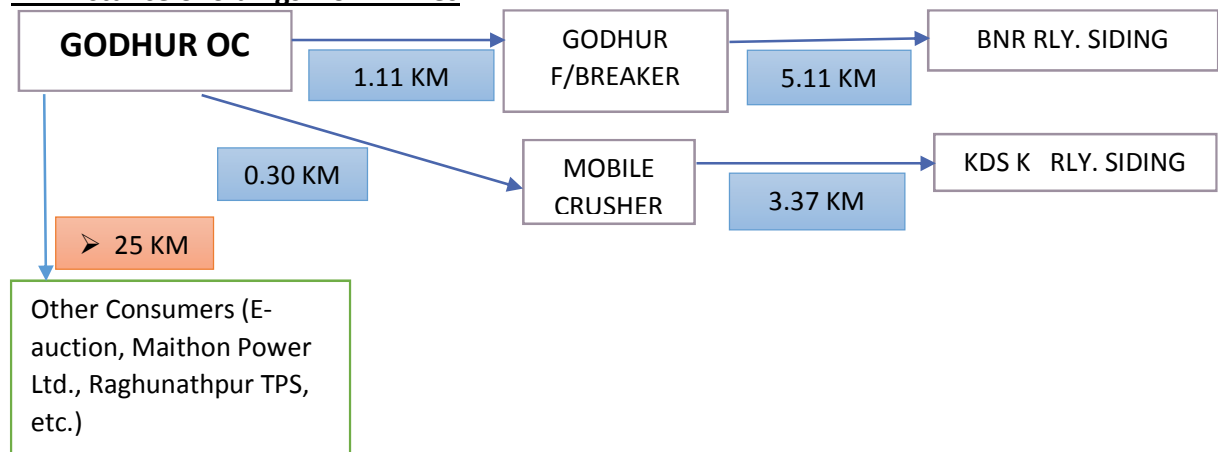 GODHUR OC
1.11 KM
GODHUR
F/BREAKER
5.11 KM
BNR RLY. SIDING
0.30 KM
MOBILE
CRUSHER
3.37 KM
KDS K RLY. SIDING
➢ 25 KM
Other Consumers (E-
auction, Maithon Power
Ltd., Raghunathpur TPS,
etc.)